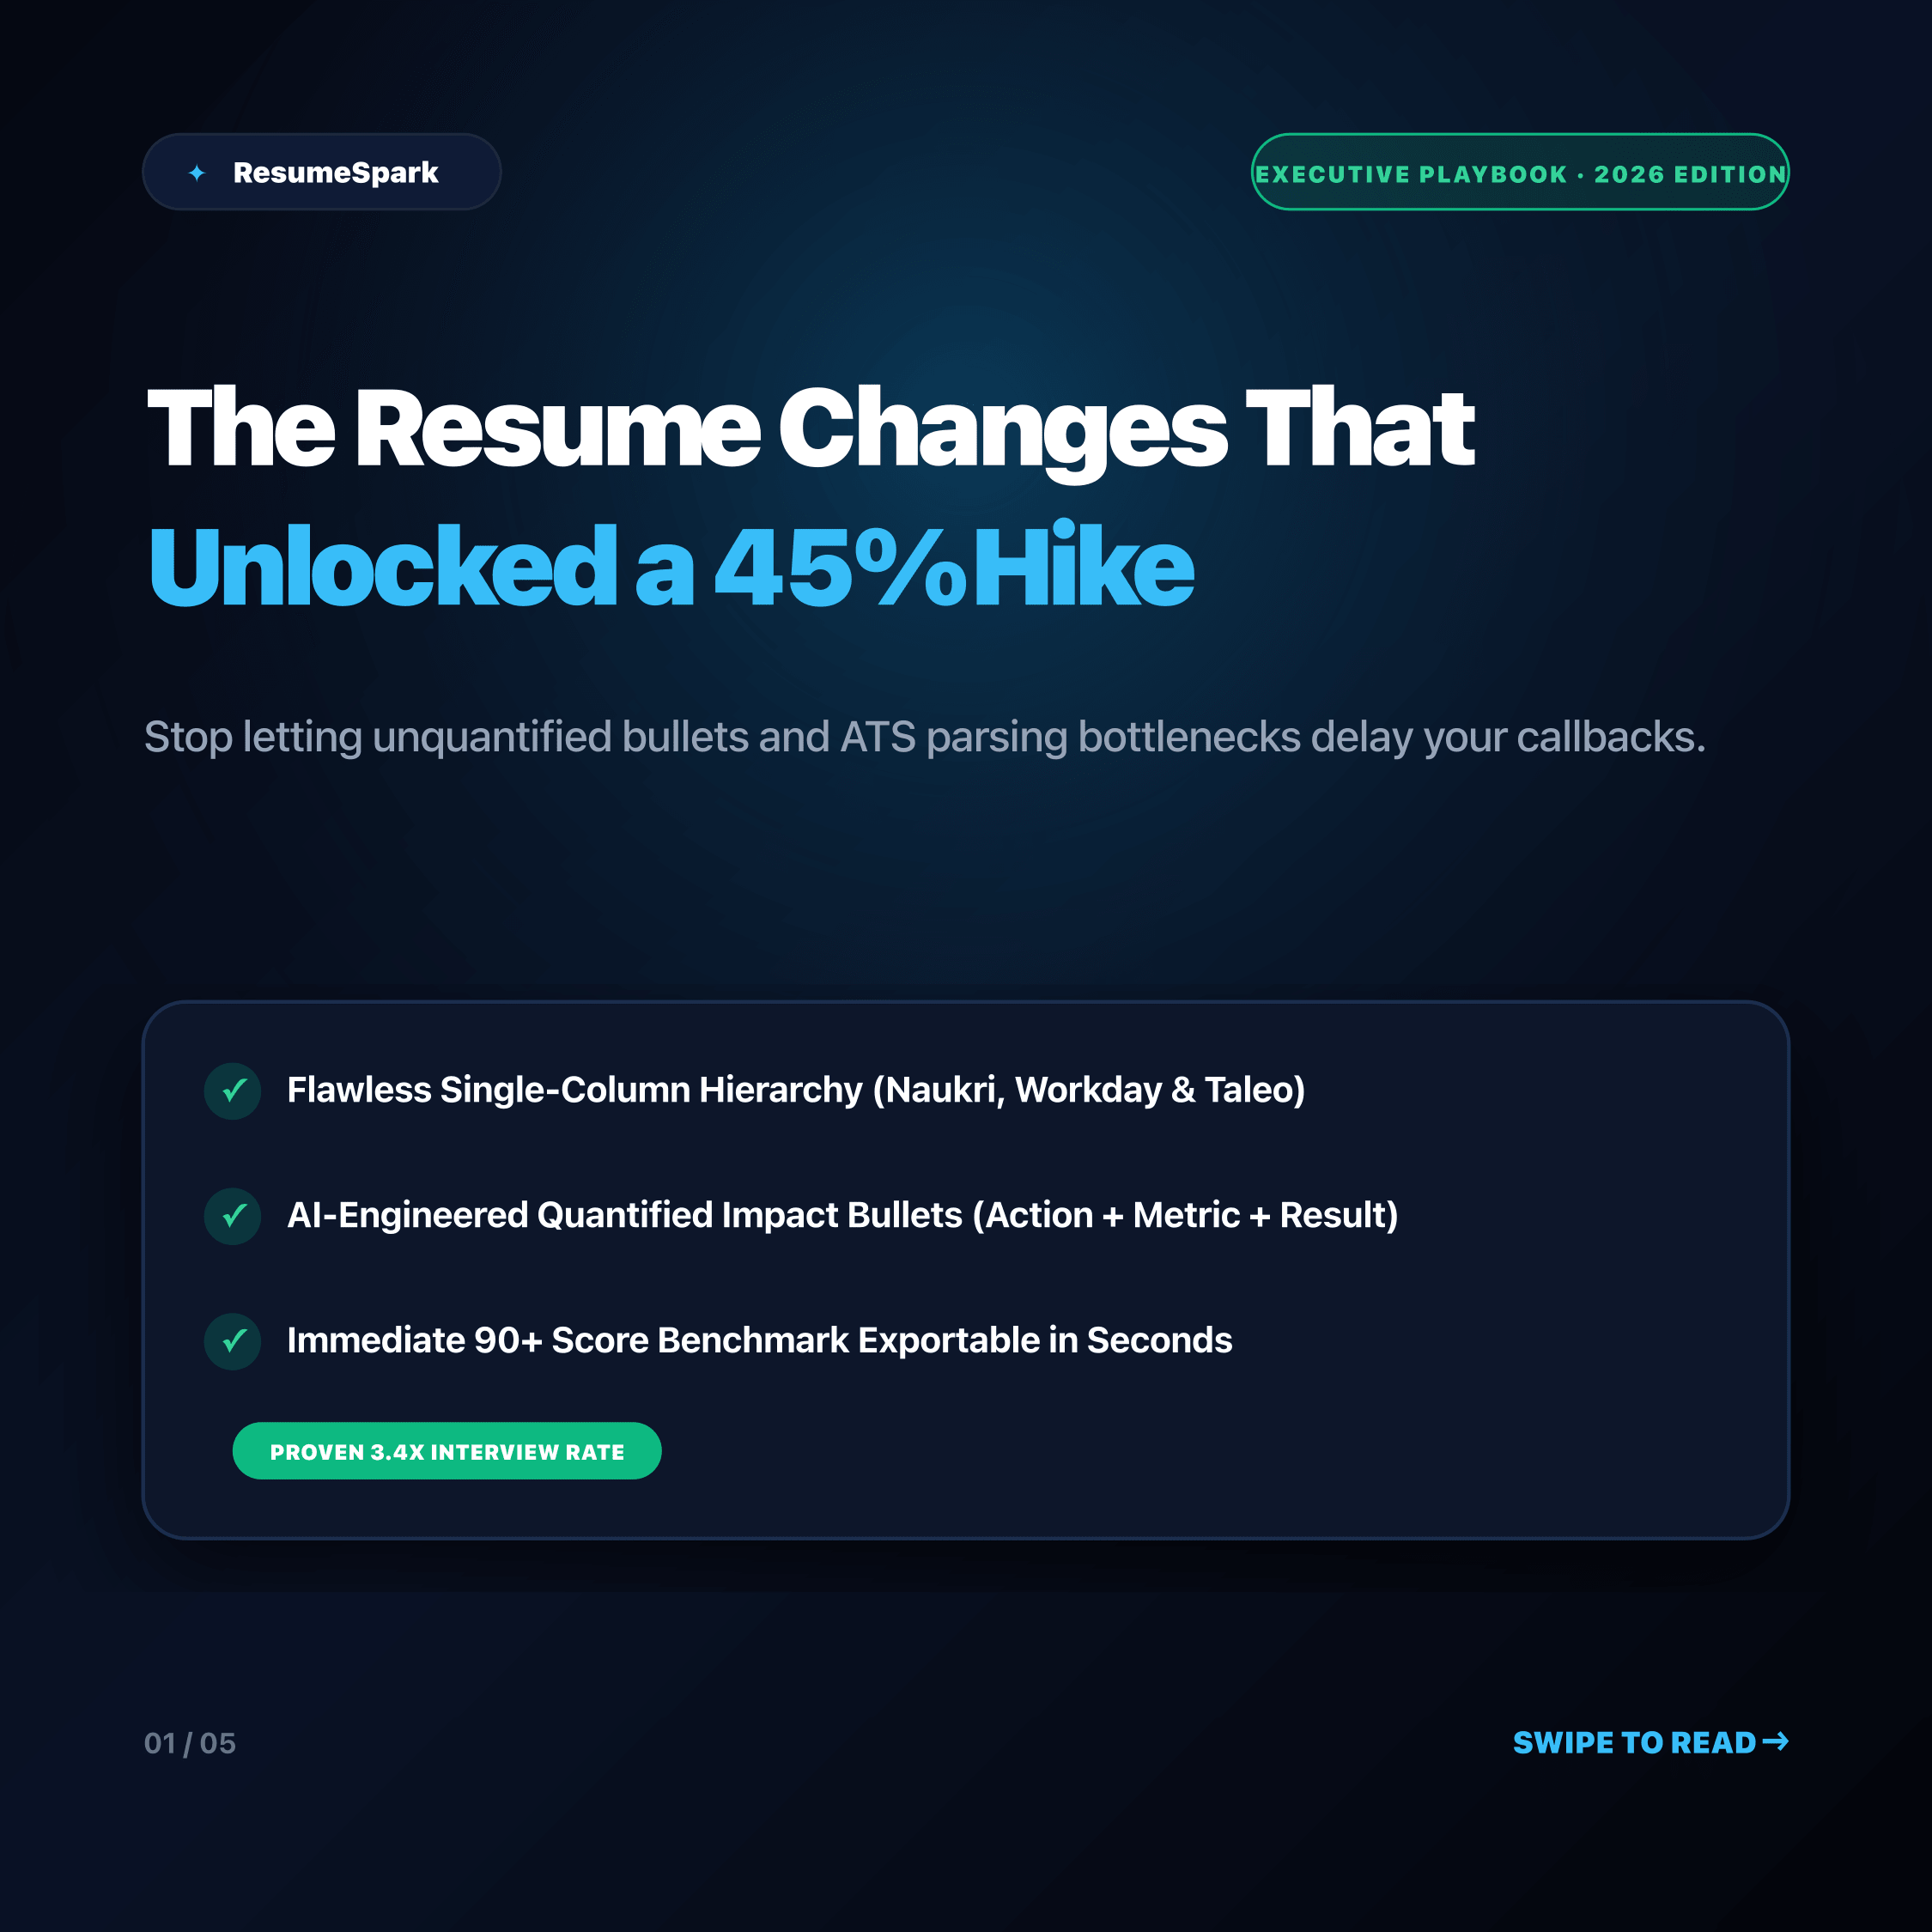 ✦ ResumeSpark
EXECUTIVE PLAYBOOK · 2026 EDITION
The Resume Changes That
Unlocked a 45% Hike
Stop letting unquantified bullets and ATS parsing bottlenecks delay your callbacks.
✓ Flawless Single-Column Hierarchy (Naukri, Workday & Taleo)
✓ AI-Engineered Quantified Impact Bullets (Action + Metric + Result)
✓ Immediate 90+ Score Benchmark Exportable in Seconds
PROVEN 3.4X INTERVIEW RATE
01 / 05
SWIPE TO READ →